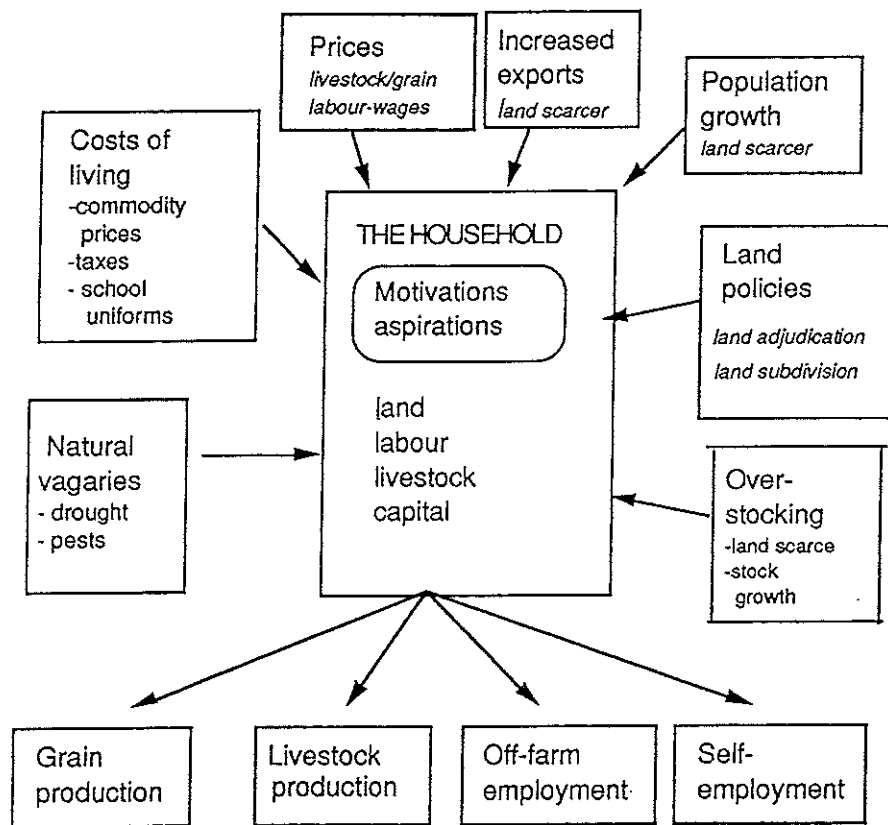 Prices
livestock/grain
labour-wages
Increased
exports
land scarcer
Population
growth
land scarcer
Costs of
living
-commodity
prices
-taxes
- school
uniforms
THE HOUSEHOLD
Motivations
aspirations
land
labour
livestock
capital
Land
policies
land adjudication
land subdivision
Natural
vagaries
- drought
- pests
Over-
stocking
-land scarce
-stock
growth
Grain
production
Livestock
production
Off-farm
employment
Self-
employment